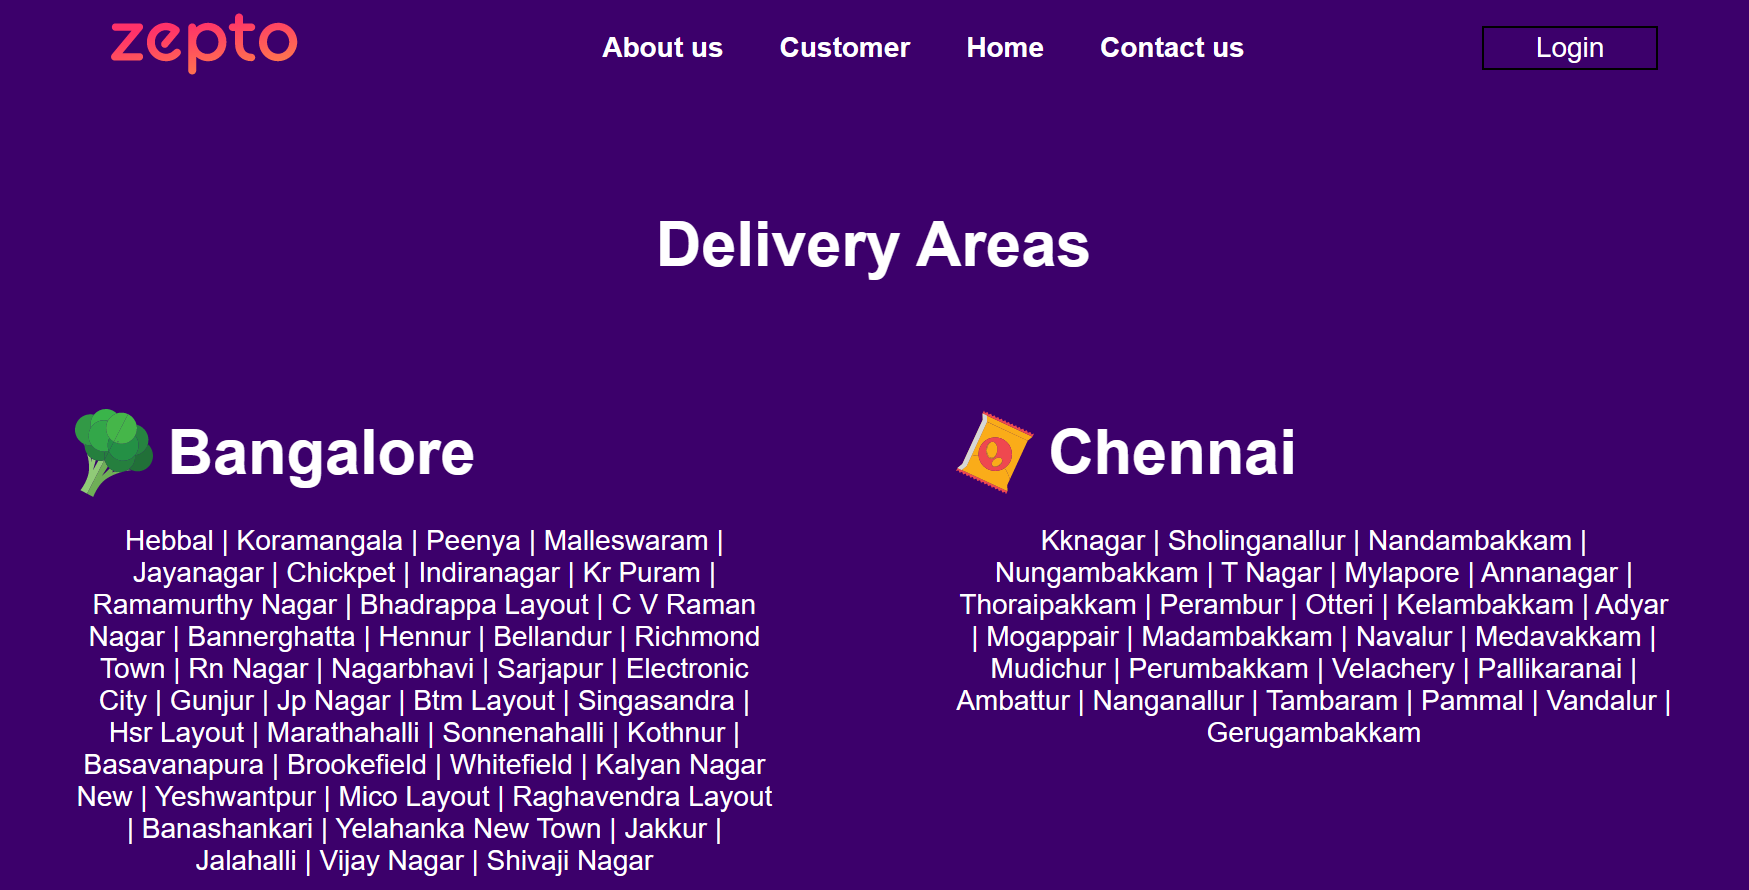 zepto
About us Customer Home Contact us Login
Delivery Areas
Bangalore
Hebbal | Koramangala | Peenya | Malleswaram |
Jayanagar | Chickpet | Indiranagar | Kr Puram |
Ramamurthy Nagar | Bhadrappa Layout | C V Raman
Nagar | Bannerghatta | Hennur | Bellandur | Richmond
Town | Rn Nagar | Nagarbhavi | Sarjapur | Electronic
City | Gunjur | Jp Nagar | Btm Layout | Singasandra |
Hsr Layout | Marathahalli | Sonnenahalli | Kothnur |
Basavanapura | Brookefield | Whitefield | Kalyan Nagar
New | Yeshwantpur | Mico Layout | Raghavendra Layout
| Banashankari | Yelahanka New Town | Jakkur |
Jalahalli | Vijay Nagar | Shivaji Nagar
Chennai
Kknagar | Sholinganallur | Nandambakkam |
Nungambakkam | T Nagar | Mylapore | Annanagar |
Thoraipakkam | Perambur | Otteri | Kelambakkam | Adyar
| Mogappair | Madambakkam | Navalur | Medavakkam |
Mudichur | Perumbakkam | Velachery | Pallikaranai |
Ambattur | Nanganallur | Tambaram | Pammal | Vandalur |
Gerugambakkam